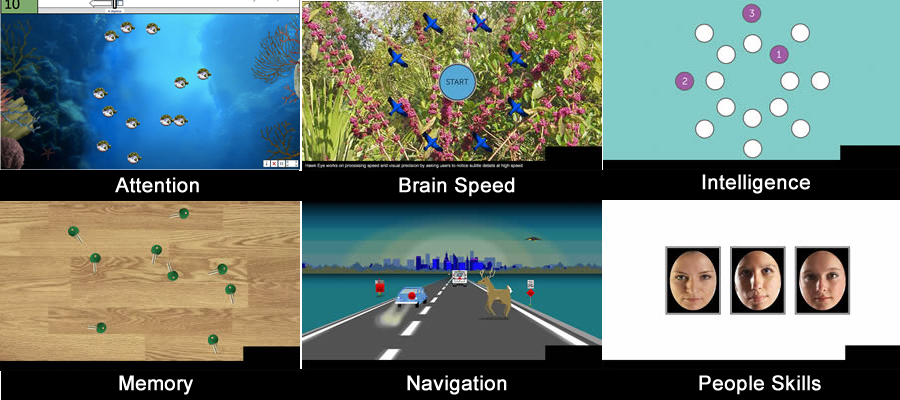 10
START
Hawk Eye works on processing speed and visual precision by asking users to notice subtle details at high speed
3
1
2
Attention
Brain Speed
Intelligence
Memory
Navigation
People Skills